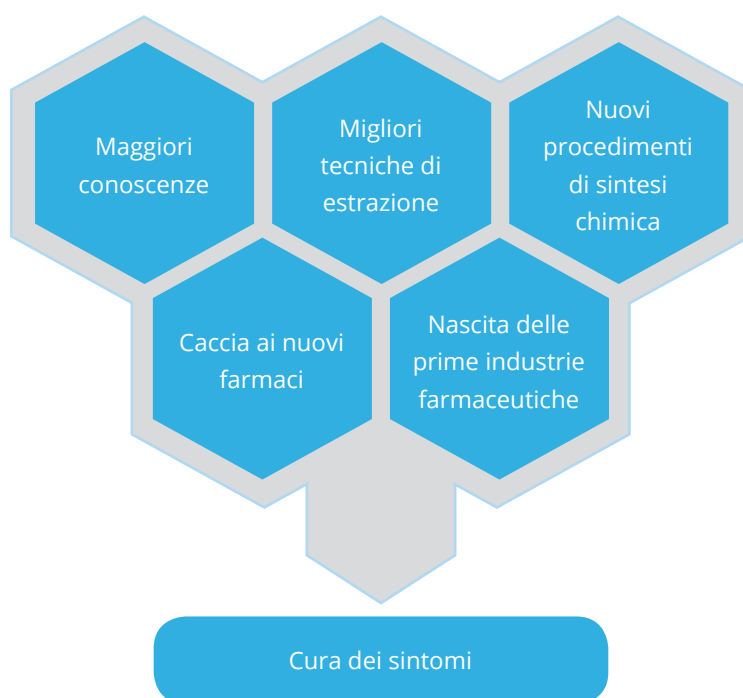 Maggiori
conoscenze
Migliori
tecniche di
estrazione
Nuovi
procedimenti
di sintesi
chimica
Caccia ai nuovi
farmaci
Nascita delle
prime industrie
farmaceutiche
Cura dei sintomi